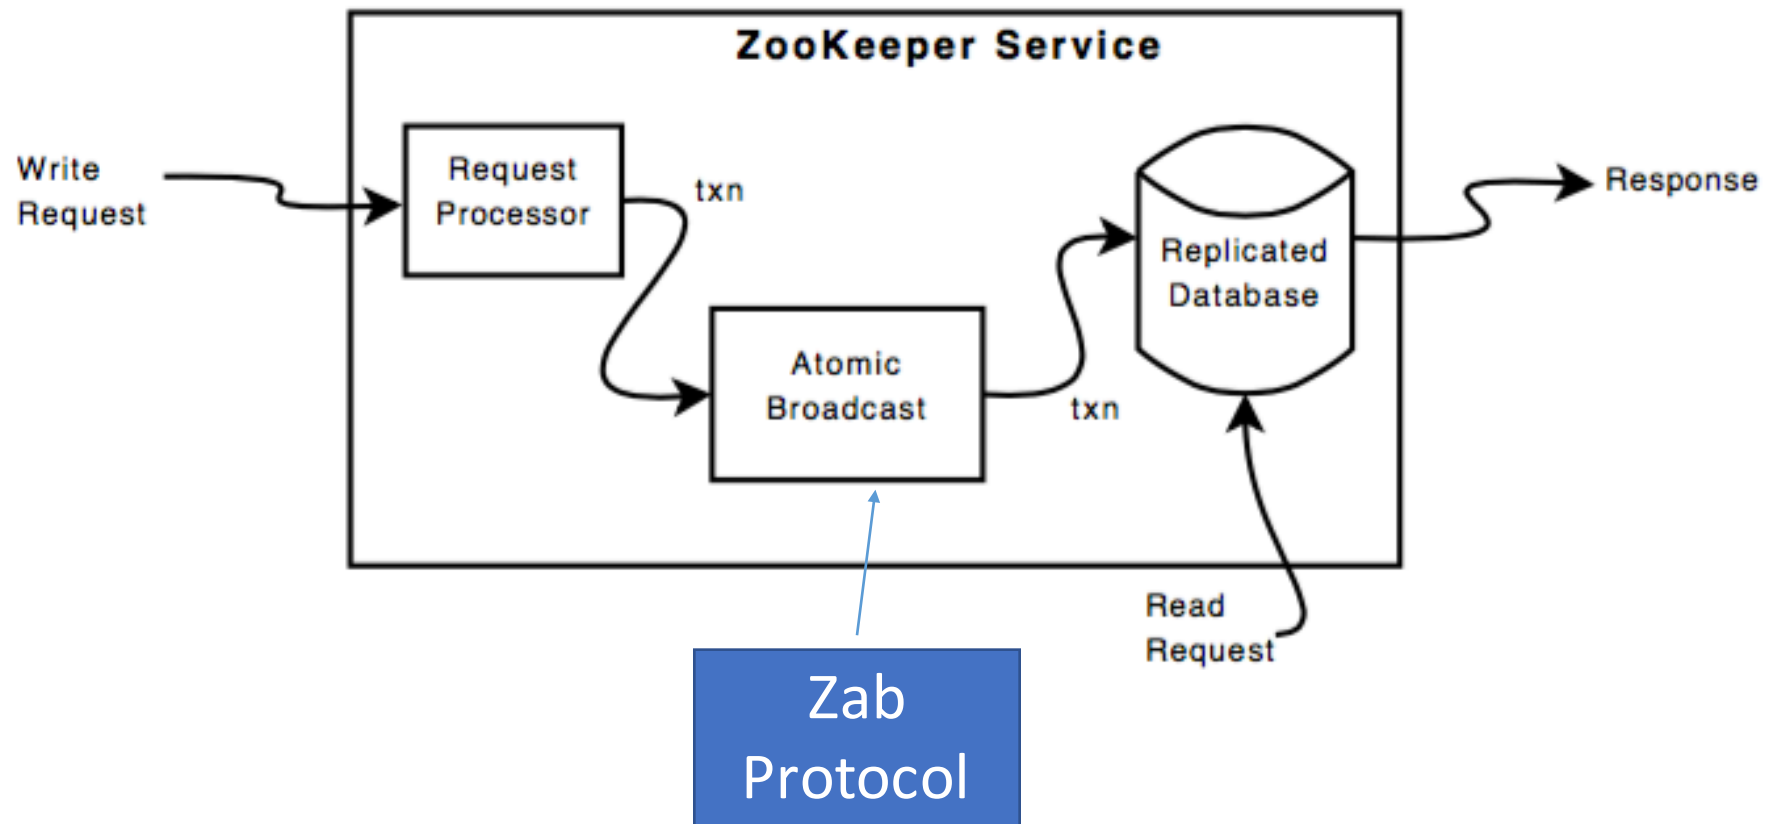 ZooKeeper Service
Write
Request
Request
Processor
txn
Atomic
Broadcast
txn
Replicated
Database
Response
Read
Request
Zab
Protocol